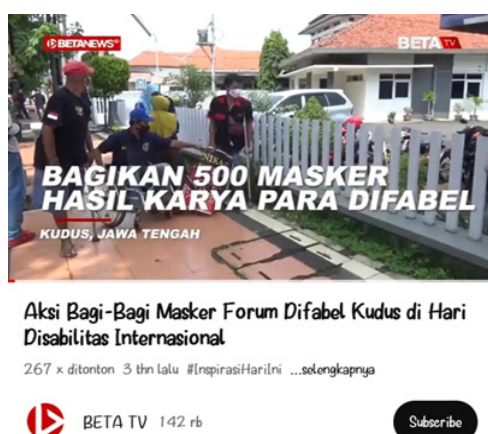 BETANEWS
BETA TV
BAGIKAN 500 MASKER
HASIL KARYA PARA DIFABEL
KUDUS, JAWA TENGAH
Aksi Bagi-Bagi Masker Forum Difabel Kudus di Hari
Disabilitas Internasional
267 x ditonton 3 thn lalu #InspirasiHariIni ...selengkapnya
BETA TV 142 rb
Subscribe